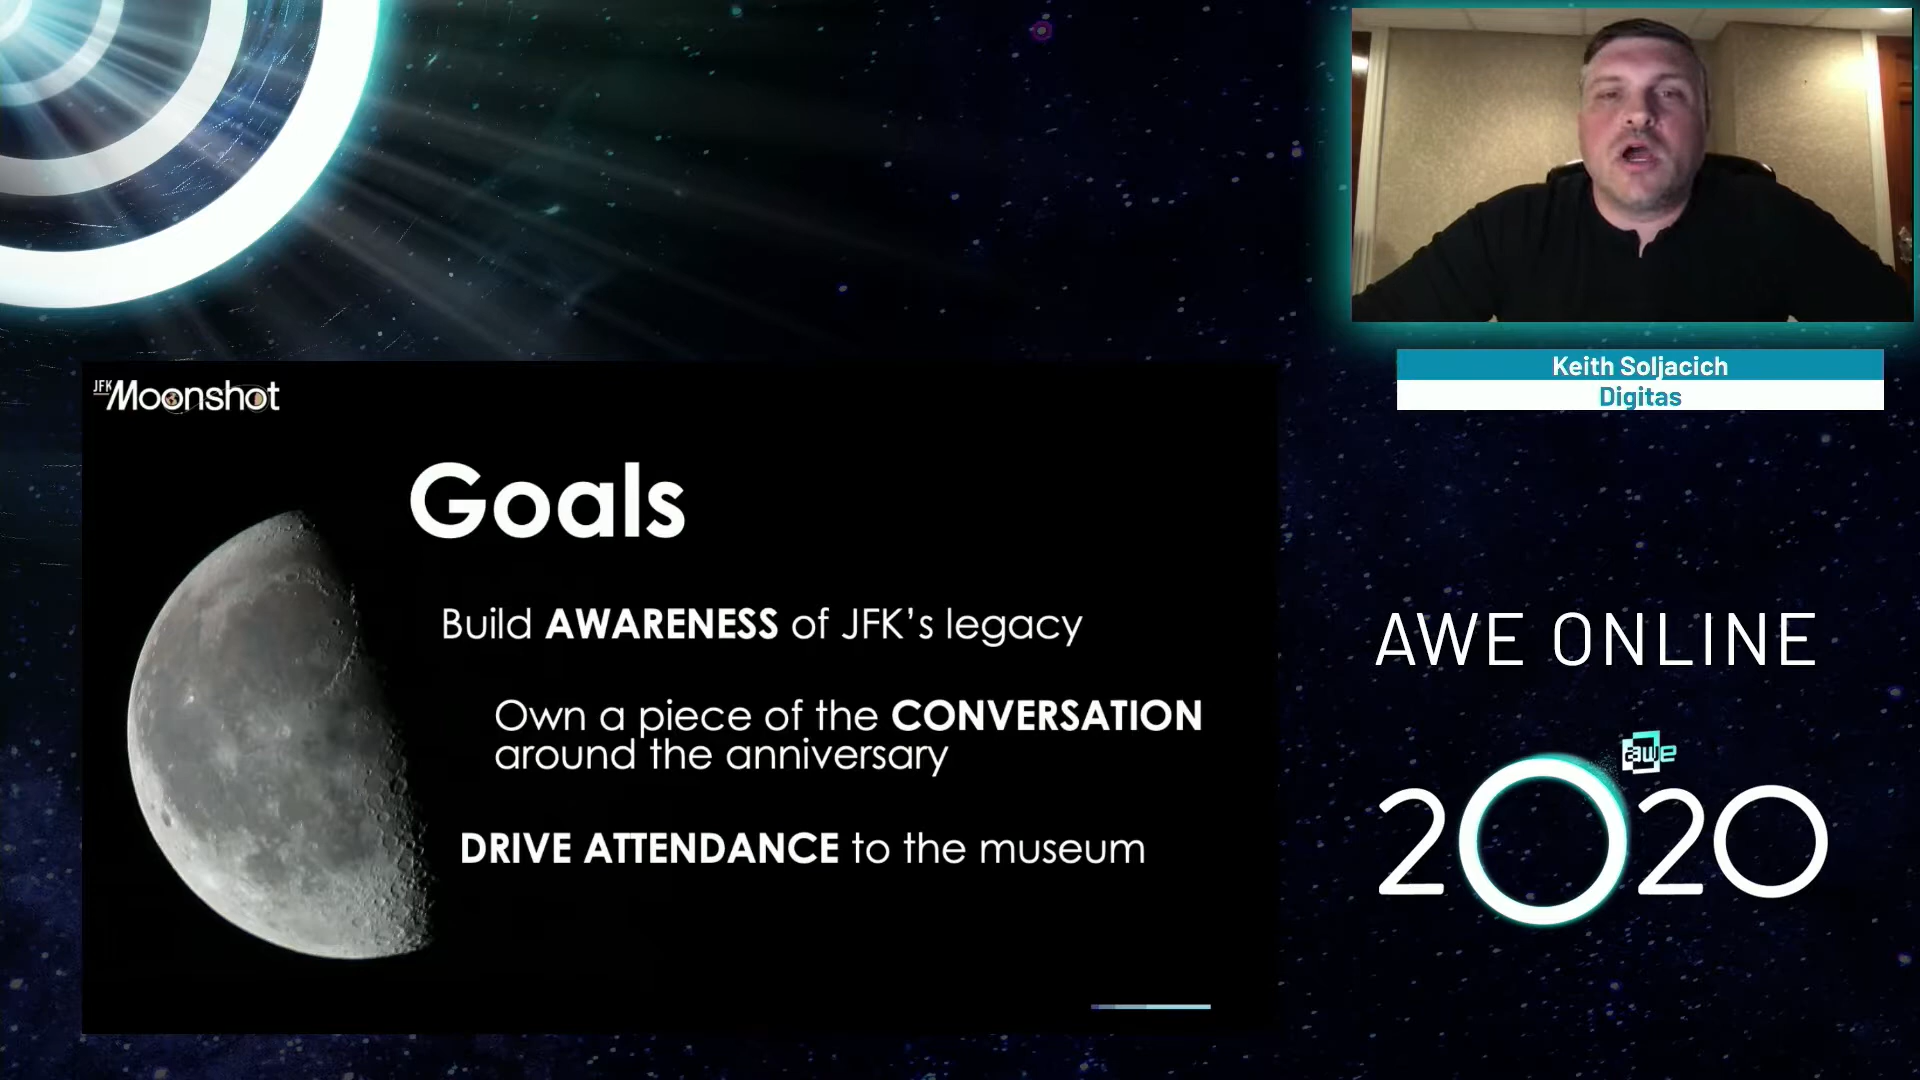 JFK Moonshot
Goals
Build AWARENESS of JFK's legacy
Own a piece of the CONVERSATION
around the anniversary
DRIVE ATTENDANCE to the museum
Keith Soljacich
Digitas
AWE ONLINE
awe
2020